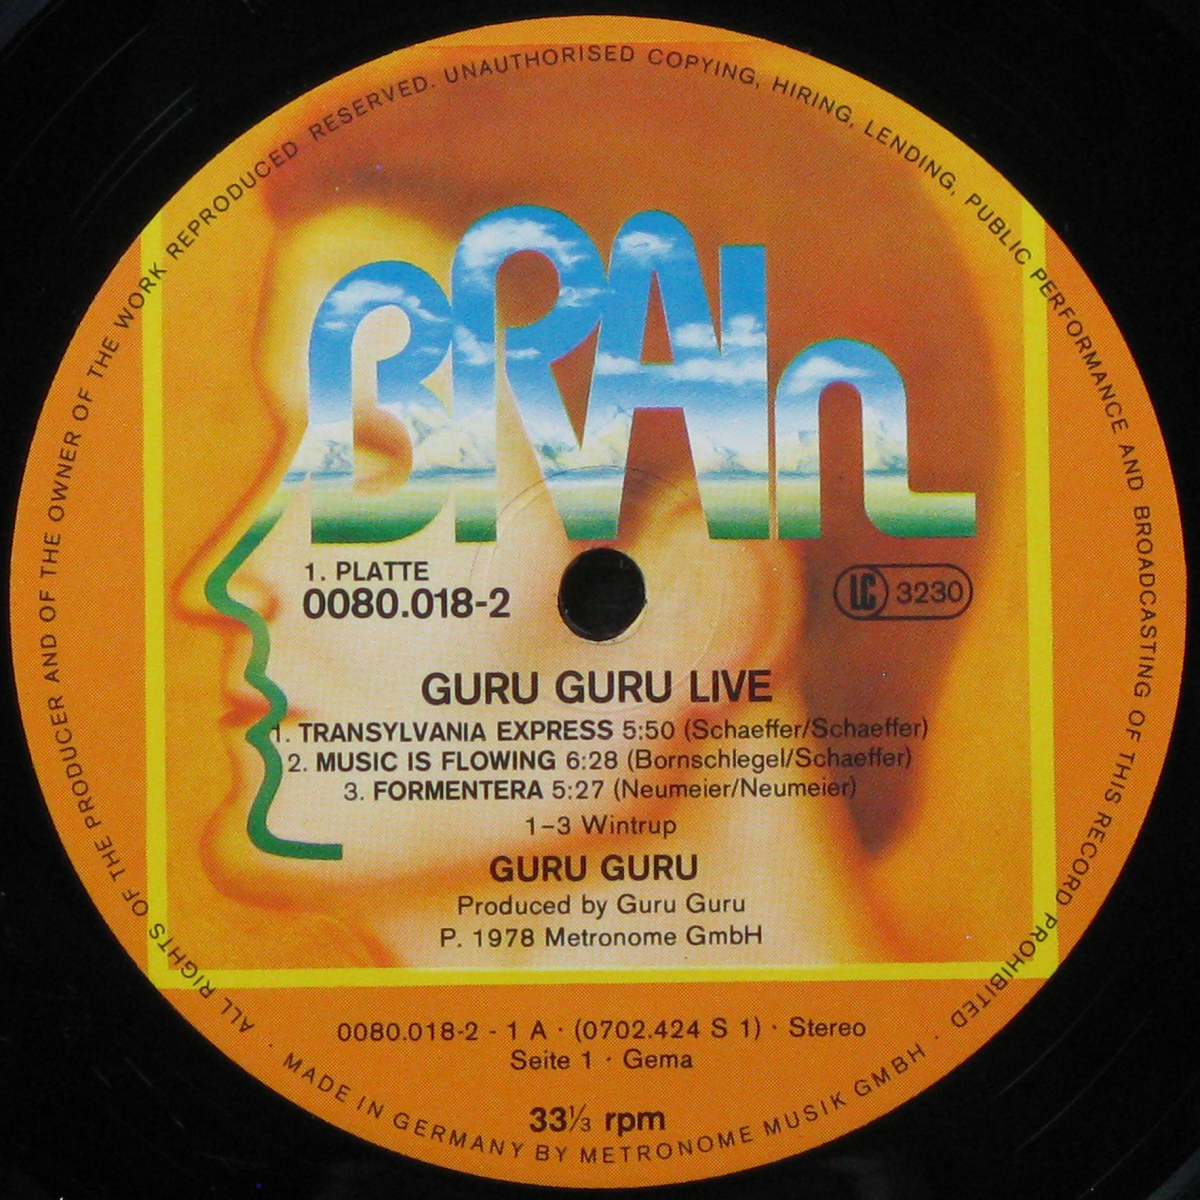 ALL RIGHTS OF THE PRODUCER AND OF THE OWNER OF THE WORK REPRODUCED RESERVED. UNAUTHORISED COPYING, HIRING, LENDING, PUBLIC PERFORMANCE AND BROADCASTING OF THIS RECORD PROHIBITED ·
BRAIn
1. PLATTE
0080.018-2
LC 3230
GURU GURU LIVE
1. TRANSYLVANIA EXPRESS 5:50 (Schaeffer/Schaeffer)
2. MUSIC IS FLOWING 6:28 (Bornschlegel/Schaeffer)
3. FORMENTERA 5:27 (Neumeier/Neumeier)
1-3 Wintrup
GURU GURU
Produced by Guru Guru
P. 1978 Metronome GmbH
0080.018-2 - 1 A · (0702.424 S 1) · Stereo
Seite 1 · Gema
33⅓ rpm
· MADE IN GERMANY BY METRONOME MUSIK GMBH